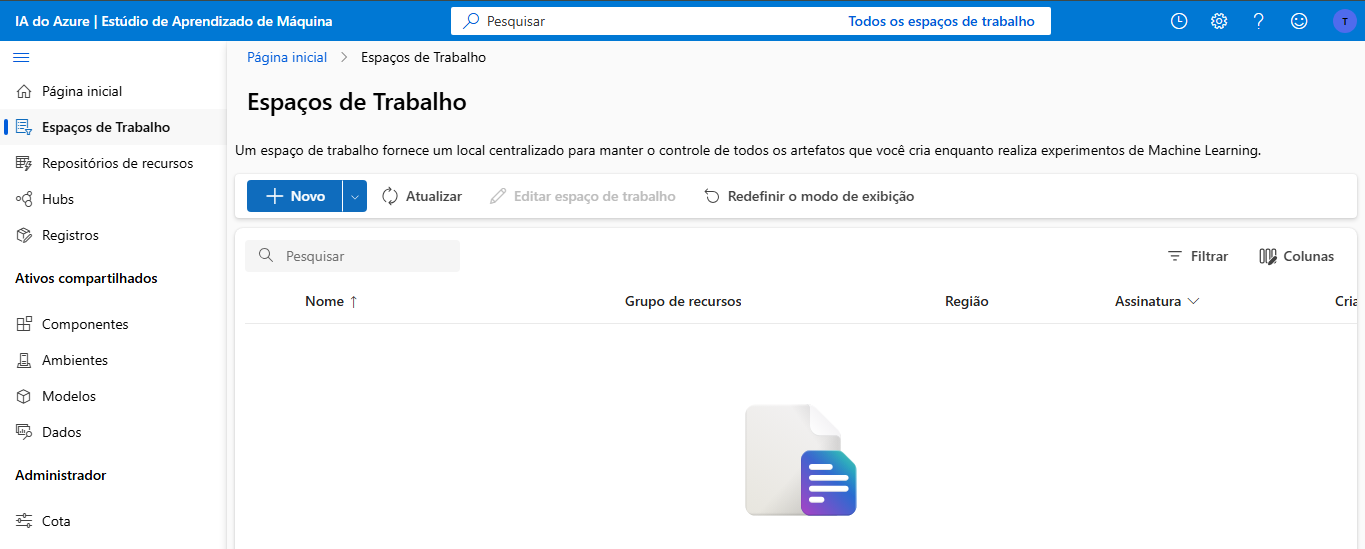 IA do Azure | Estúdio de Aprendizado de Máquina
Pesquisar
Todos os espaços de trabalho
T
Página inicial
Espaços de Trabalho
Repositórios de recursos
Hubs
Registros
Ativos compartilhados
Componentes
Ambientes
Modelos
Dados
Administrador
Cota
Página inicial > Espaços de Trabalho
Espaços de Trabalho
Um espaço de trabalho fornece um local centralizado para manter o controle de todos os artefatos que você cria enquanto realiza experimentos de Machine Learning.
Novo
Atualizar
Editar espaço de trabalho
Redefinir o modo de exibição
Pesquisar
Filtrar
Colunas
Nome ↑
Grupo de recursos
Região
Assinatura
Cria